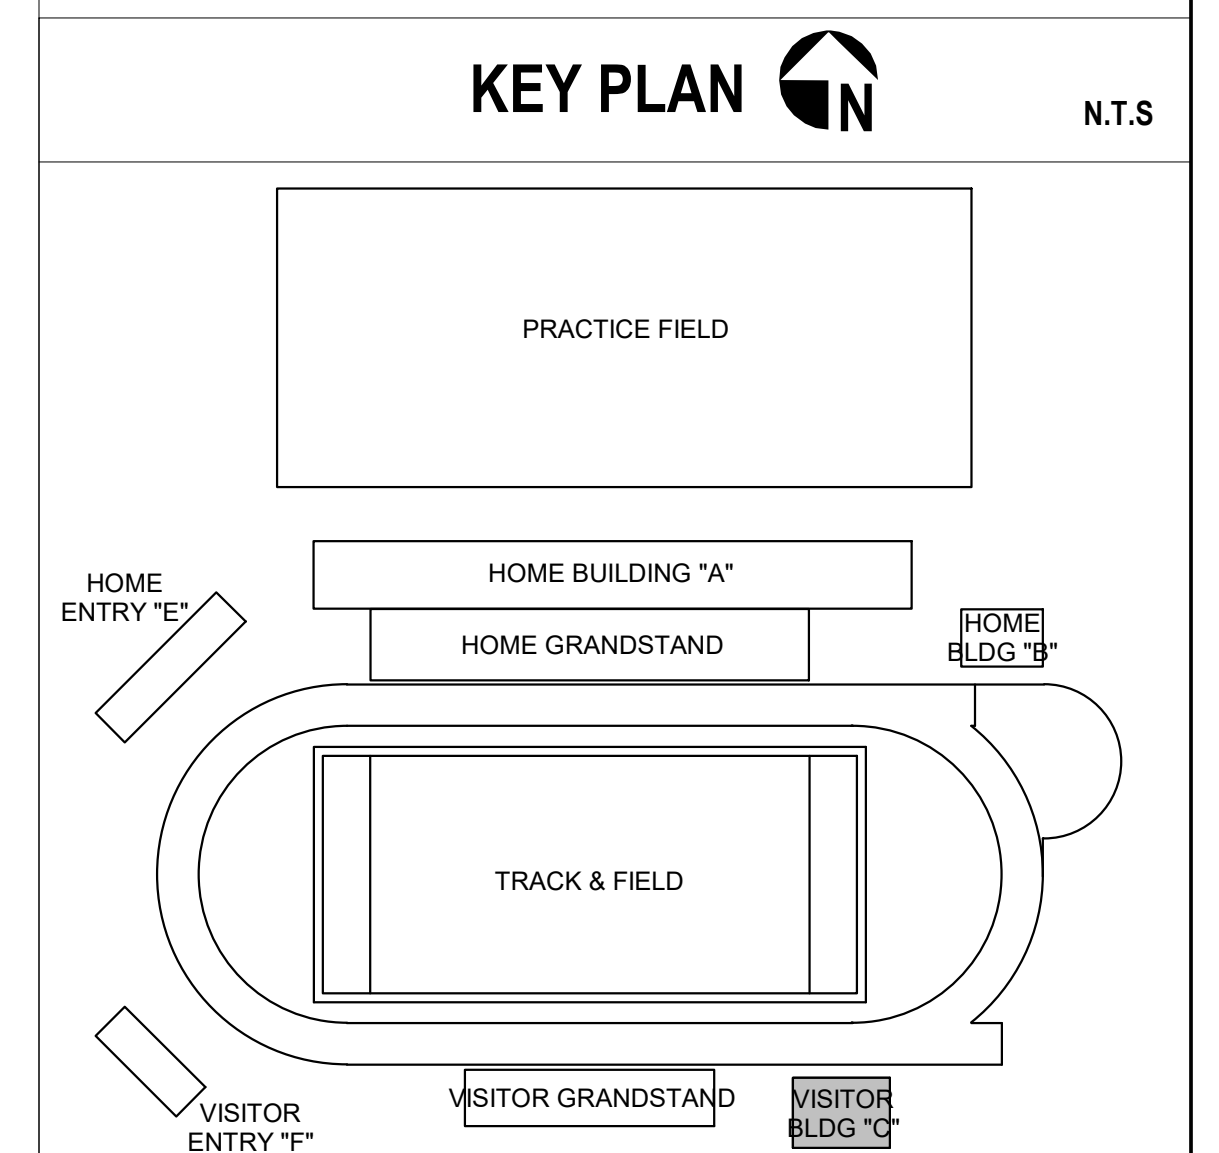 KEY PLAN
N
N.T.S
PRACTICE FIELD
HOME BUILDING "A"
HOME
ENTRY "E"
HOME GRANDSTAND
HOME
BLDG "B"
TRACK & FIELD
VISITOR GRANDSTAND
VISITOR
BLDG "C"
VISITOR
ENTRY "F"